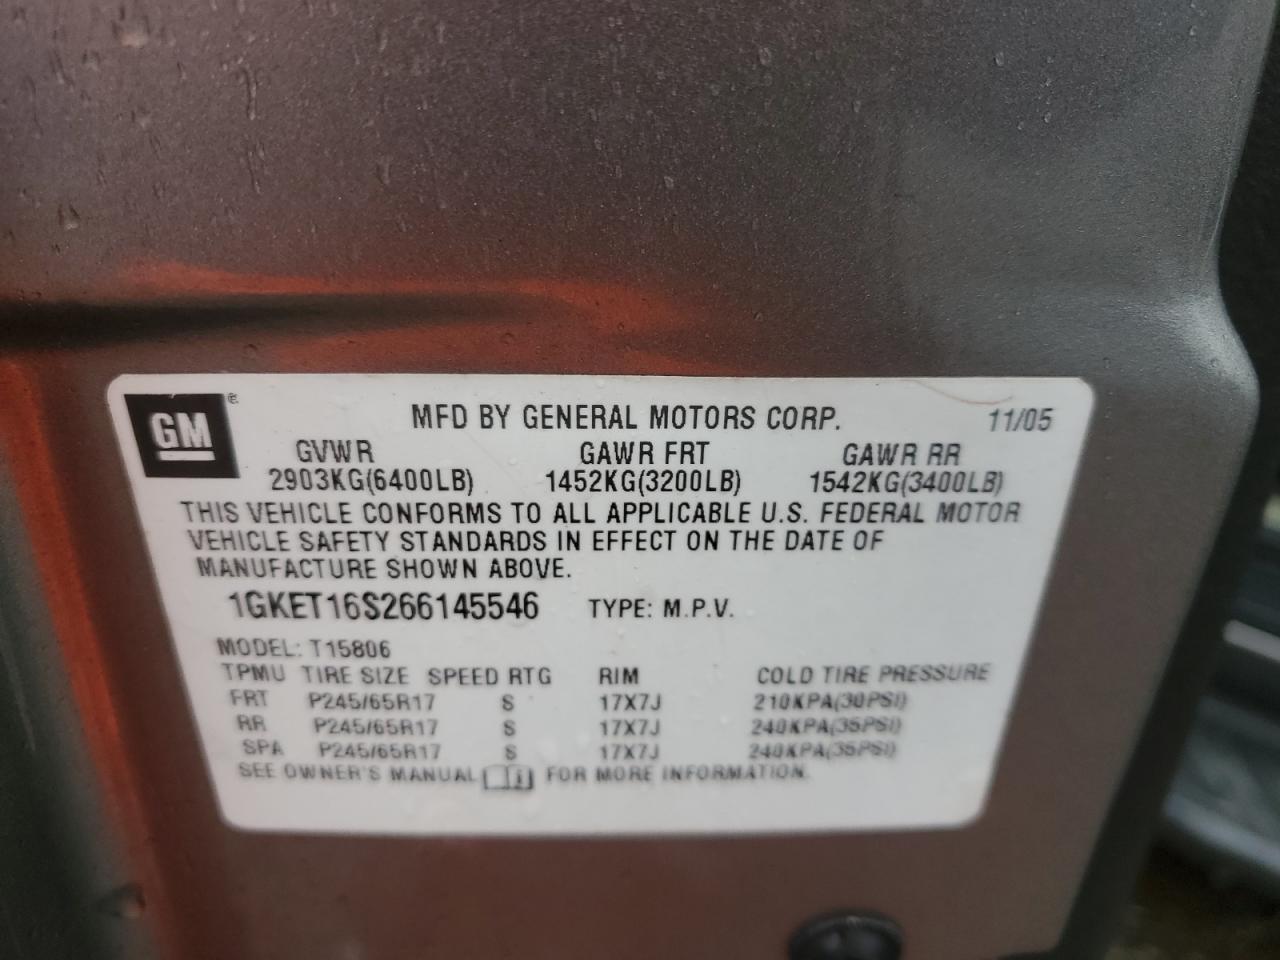 GM ®
MFD BY GENERAL MOTORS CORP. 11/05
GVWR GAWR FRT GAWR RR
2903KG(6400LB) 1452KG(3200LB) 1542KG(3400LB)
THIS VEHICLE CONFORMS TO ALL APPLICABLE U.S. FEDERAL MOTOR
VEHICLE SAFETY STANDARDS IN EFFECT ON THE DATE OF
MANUFACTURE SHOWN ABOVE.
1GKET16S266145546 TYPE: M.P.V.
MODEL: T15806
TPMU TIRE SIZE SPEED RTG RIM COLD TIRE PRESSURE
FRT P245/65R17 S 17X7J 210KPA(30PSI)
RR P245/65R17 S 17X7J 240KPA(35PSI)
SPA P245/65R17 S 17X7J 240KPA(35PSI)
SEE OWNER'S MANUAL FOR MORE INFORMATION.